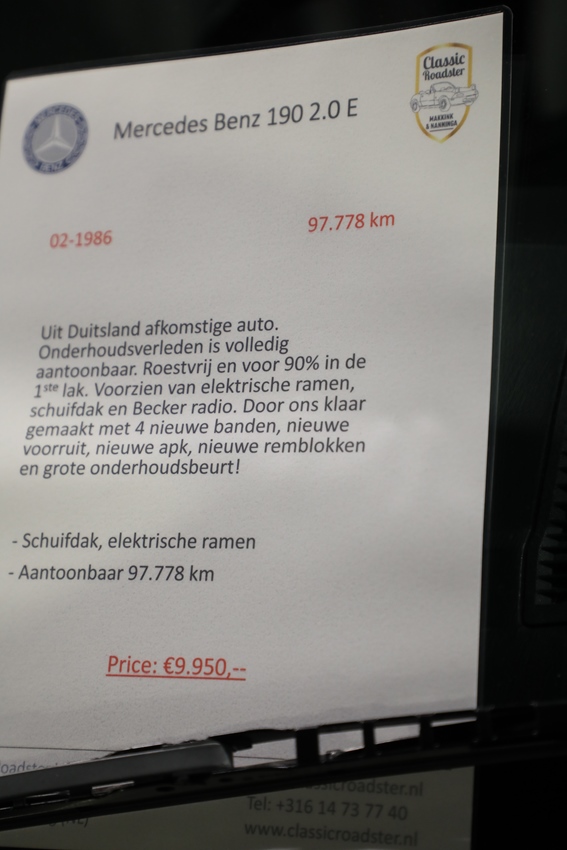 Classic
Roadster
MAKKINK
& HANNINGA
BENZ
Mercedes Benz 190 2.0 E
02-1986
97.778 km
Uit Duitsland afkomstige auto.
Onderhoudsverleden is volledig
aantoonbaar. Roestvrij en voor 90% in de
1ste lak. Voorzien van elektrische ramen,
schuifdak en Becker radio. Door ons klaar
gemaakt met 4 nieuwe banden, nieuwe
voorruit, nieuwe apk, nieuwe remblokken
en grote onderhoudsbeurt!
- Schuifdak, elektrische ramen
- Aantoonbaar 97.778 km
Price: €9.950,--
Tel: +316 14 73 77 40
www.classicroadster.nl